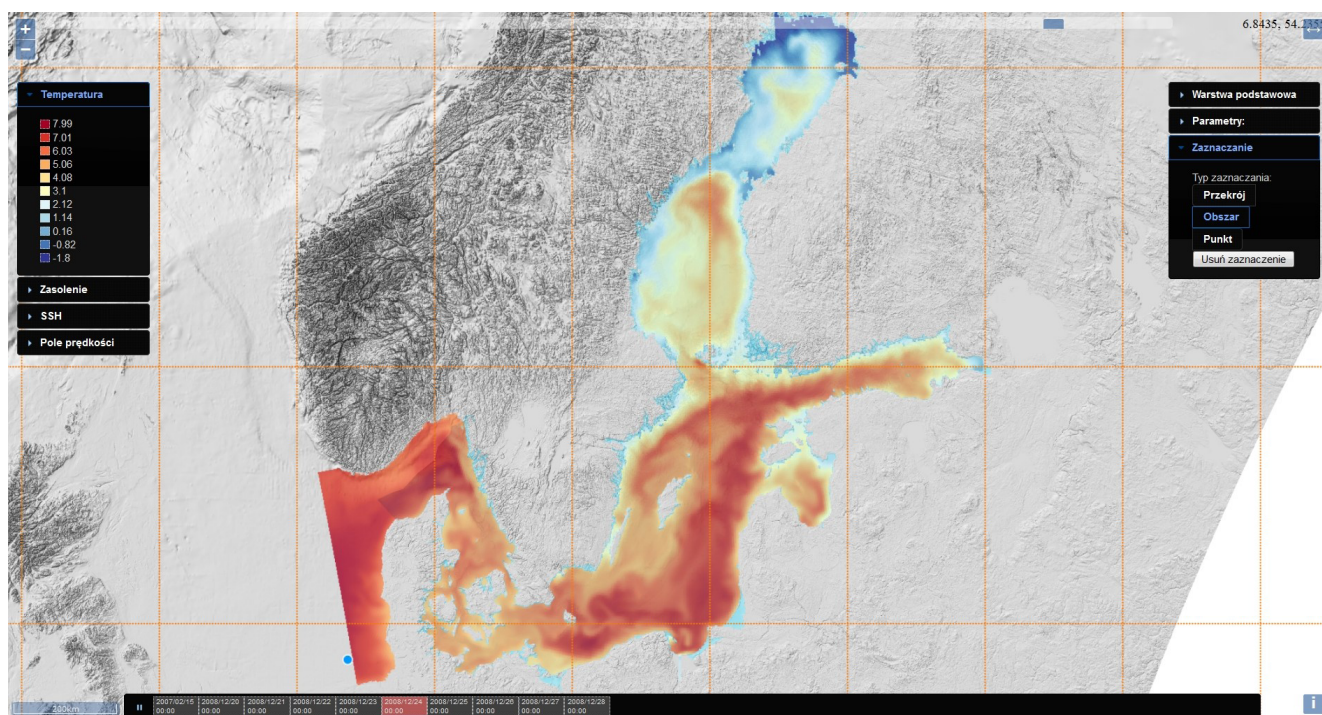 +
−
6.8435, 54.2355
Temperatura
7.99
7.01
6.03
5.06
4.08
3.1
2.12
1.14
0.16
-0.82
-1.8
Zasolenie
SSH
Pole prędkości
Warstwa podstawowa
Parametry:
Zaznaczanie
Typ zaznaczania:
Przekrój
Obszar
Punkt
Usuń zaznaczenie
200km
2007/02/15 2008/12/20 2008/12/21 2008/12/22 2008/12/23 2008/12/24 2008/12/25 2008/12/26 2008/12/27 2008/12/28
00:00 00:00 00:00 00:00 00:00 00:00 00:00 00:00 00:00 00:00
i